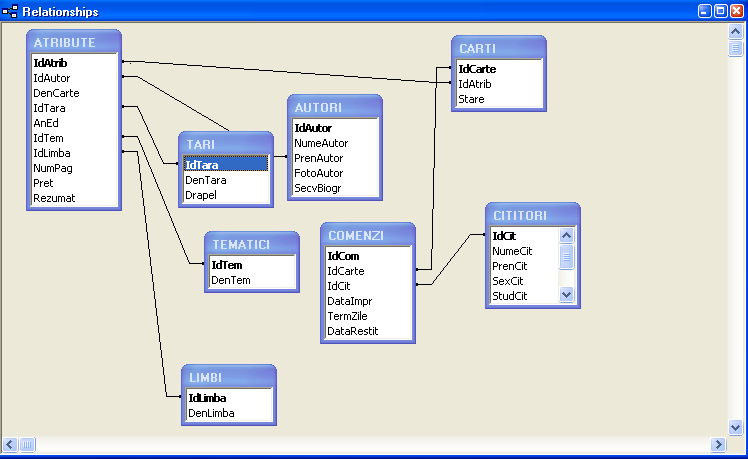 Relationships
ATRIBUTE
IdAtrib
IdAutor
DenCarte
IdTara
AnEd
IdTem
IdLimba
NumPag
Pret
Rezumat
TARI
IdTara
DenTara
Drapel
AUTORI
IdAutor
NumeAutor
PrenAutor
FotoAutor
SecvBiogr
CARTI
IdCarte
IdAtrib
Stare
TEMATICI
IdTem
DenTem
COMENZI
IdCom
IdCarte
IdCit
DataImpr
TermZile
DataRestit
CITITORI
IdCit
NumeCit
PrenCit
SexCit
StudCit
LIMBI
IdLimba
DenLimba